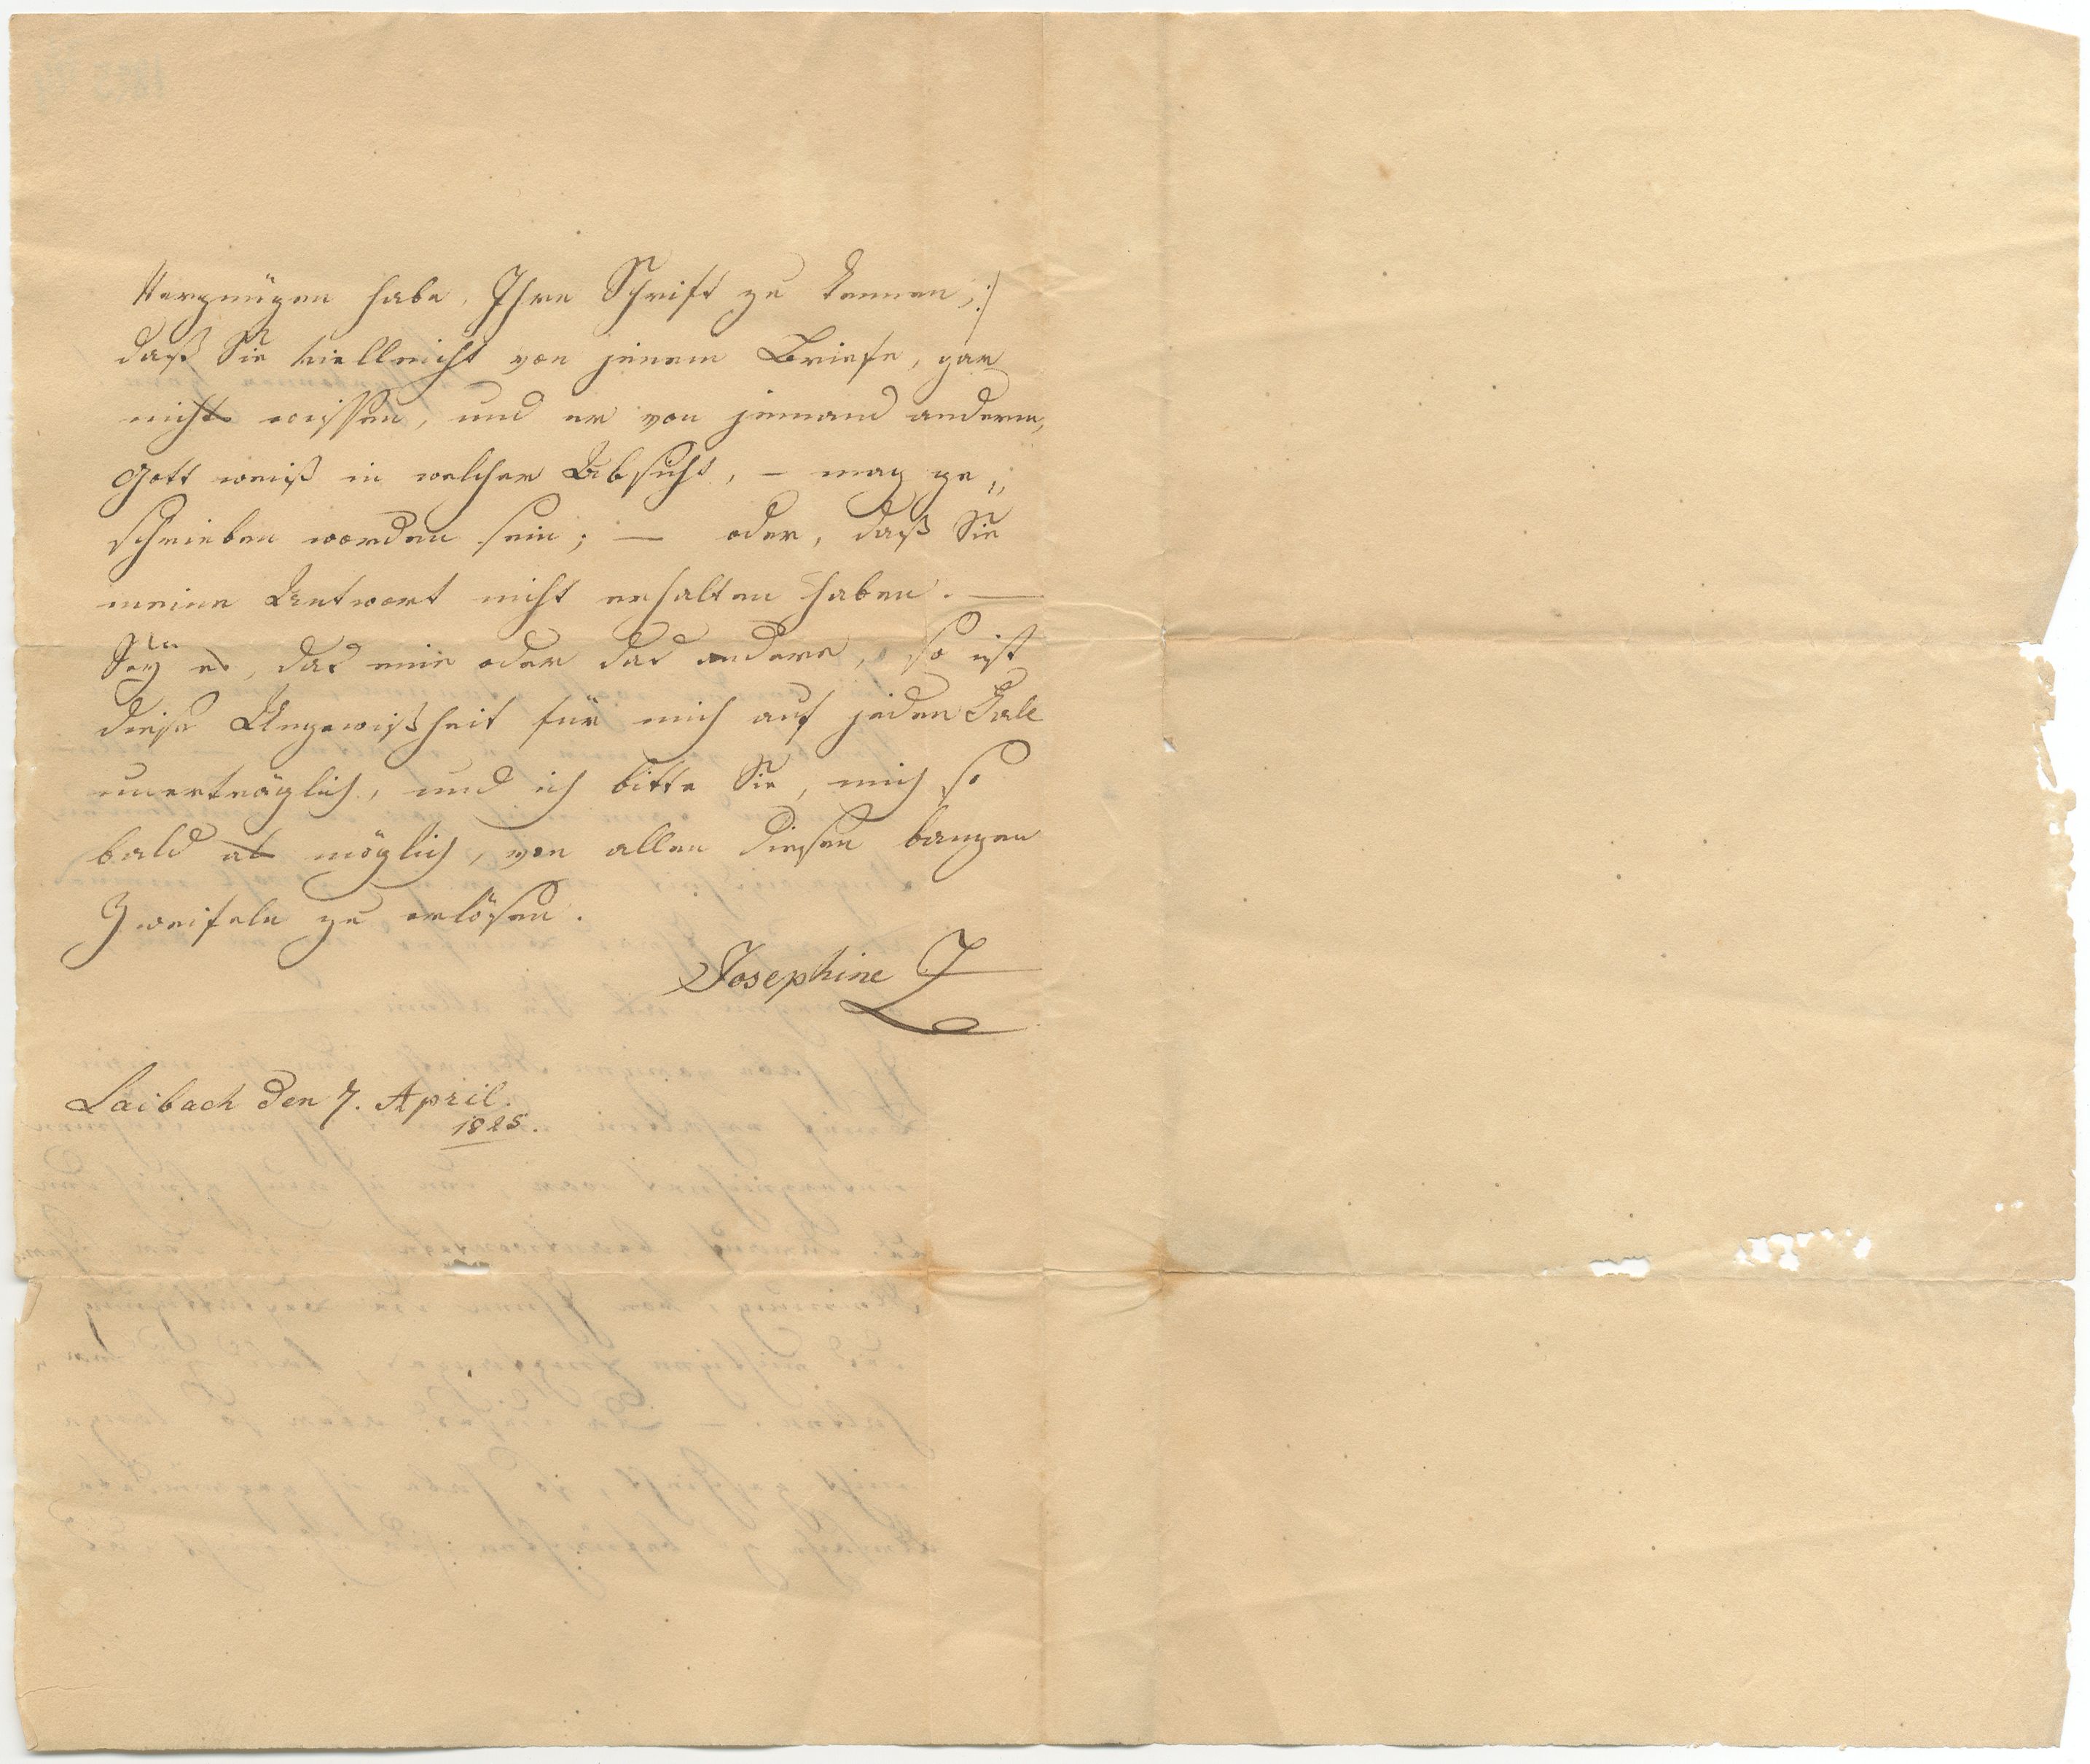 Vergnügen habe, Ihre Schrift zu kennen,:/
daß Sie vielleicht von jenem Briefe, gar
nicht wissen, und er von jemand anderm,
Gott weiß in welcher Absicht, – mag ge„
schrieben worden sein; — oder, daß Sie
meine Antwort nicht erhalten haben. —
Sey es, das eine oder das andere, so ist
diese Ungewißheit für mich auf jeden Fall
unerträglich, und ich bitte Sie, mich so
bald als möglich, von allen diesen bangen
Zweifeln zu erlösen.
Josephine
Laibach den 7. April.
1825.